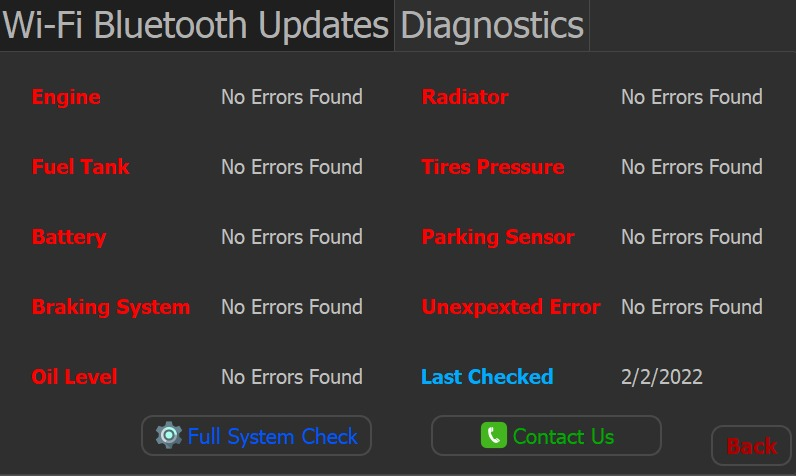 Wi-Fi Bluetooth Updates Diagnostics
Engine No Errors Found Radiator No Errors Found
Fuel Tank No Errors Found Tires Pressure No Errors Found
Battery No Errors Found Parking Sensor No Errors Found
Braking System No Errors Found Unexpexted Error No Errors Found
Oil Level No Errors Found Last Checked 2/2/2022
Full System Check Contact Us Back